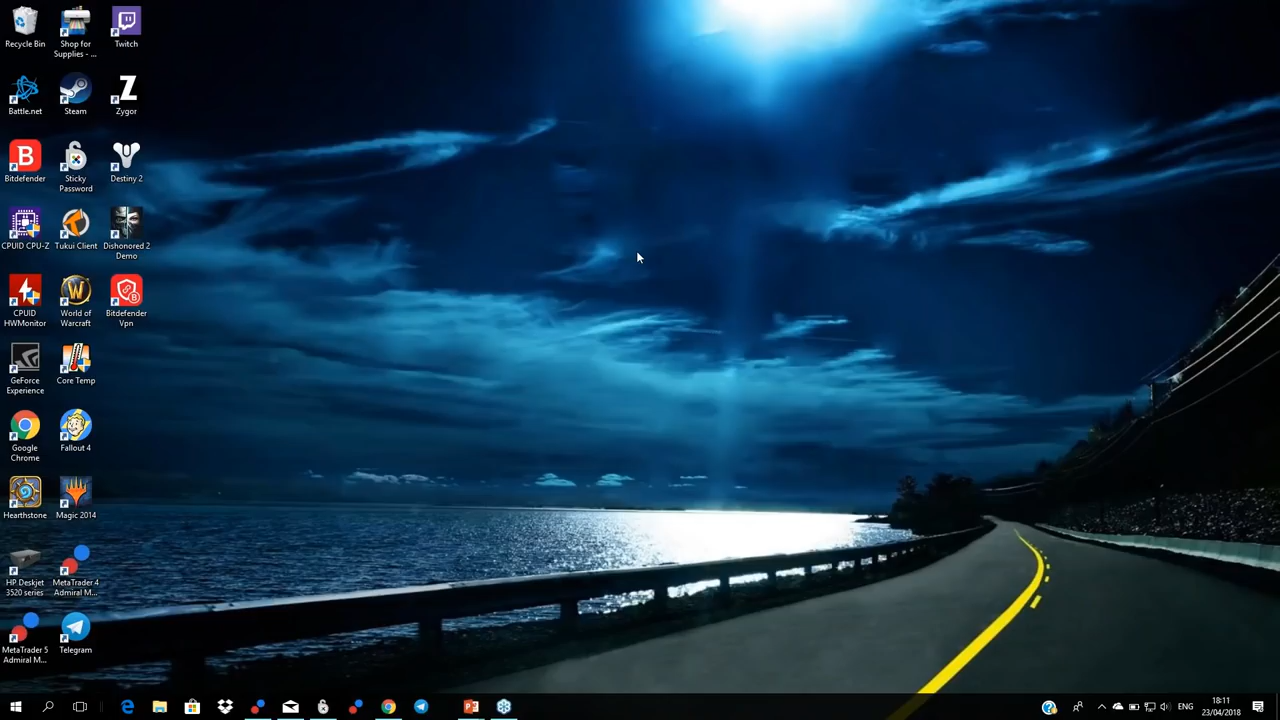 Recycle Bin
Shop for
Supplies - ...
Twitch
Battle.net
Steam
Zygor
Bitdefender
Sticky
Password
Destiny 2
CPUID CPU-Z
Tukui Client
Dishonored 2
Demo
CPUID
HWMonitor
World of
Warcraft
Bitdefender
Vpn
GeForce
Experience
Core Temp
Google
Chrome
Fallout 4
Hearthstone
Magic 2014
HP Deskjet
3520 series
MetaTrader 4
Admiral M...
MetaTrader 5
Admiral M...
Telegram
ENG
18:11
23/04/2018